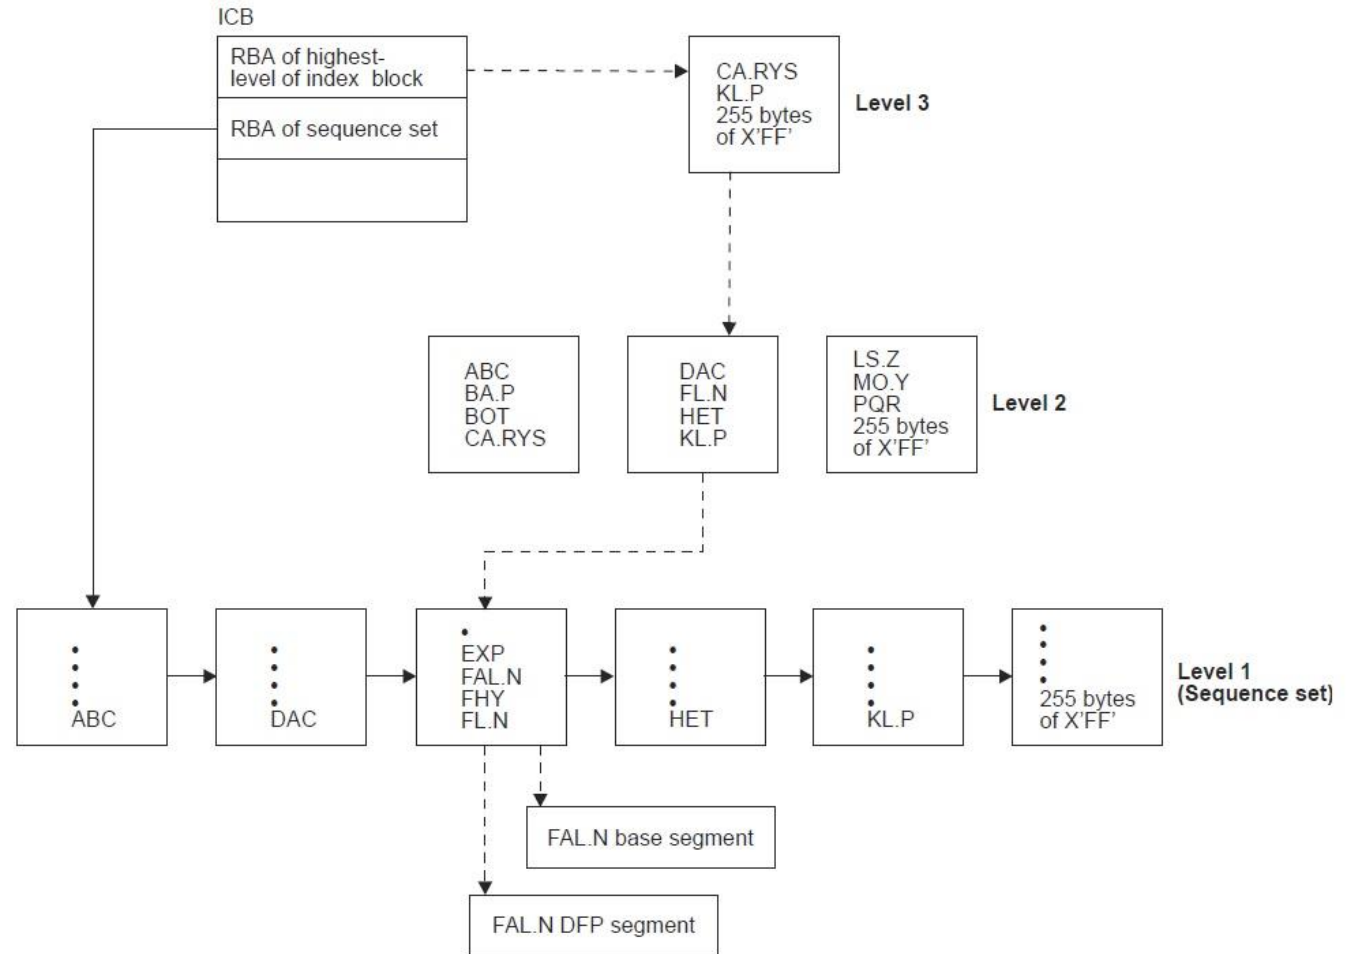 ICB
RBA of highest-
level of index block
RBA of sequence set
CA.RYS
KL.P
255 bytes
of X'FF'
Level 3
ABC
BA.P
BOT
CA.RYS
DAC
FL.N
HET
KL.P
LS.Z
MO.Y
PQR
255 bytes
of X'FF'
Level 2
ABC
DAC
EXP
FAL.N
FHY
FL.N
HET
KL.P
255 bytes
of X'FF'
Level 1
(Sequence set)
FAL.N base segment
FAL.N DFP segment